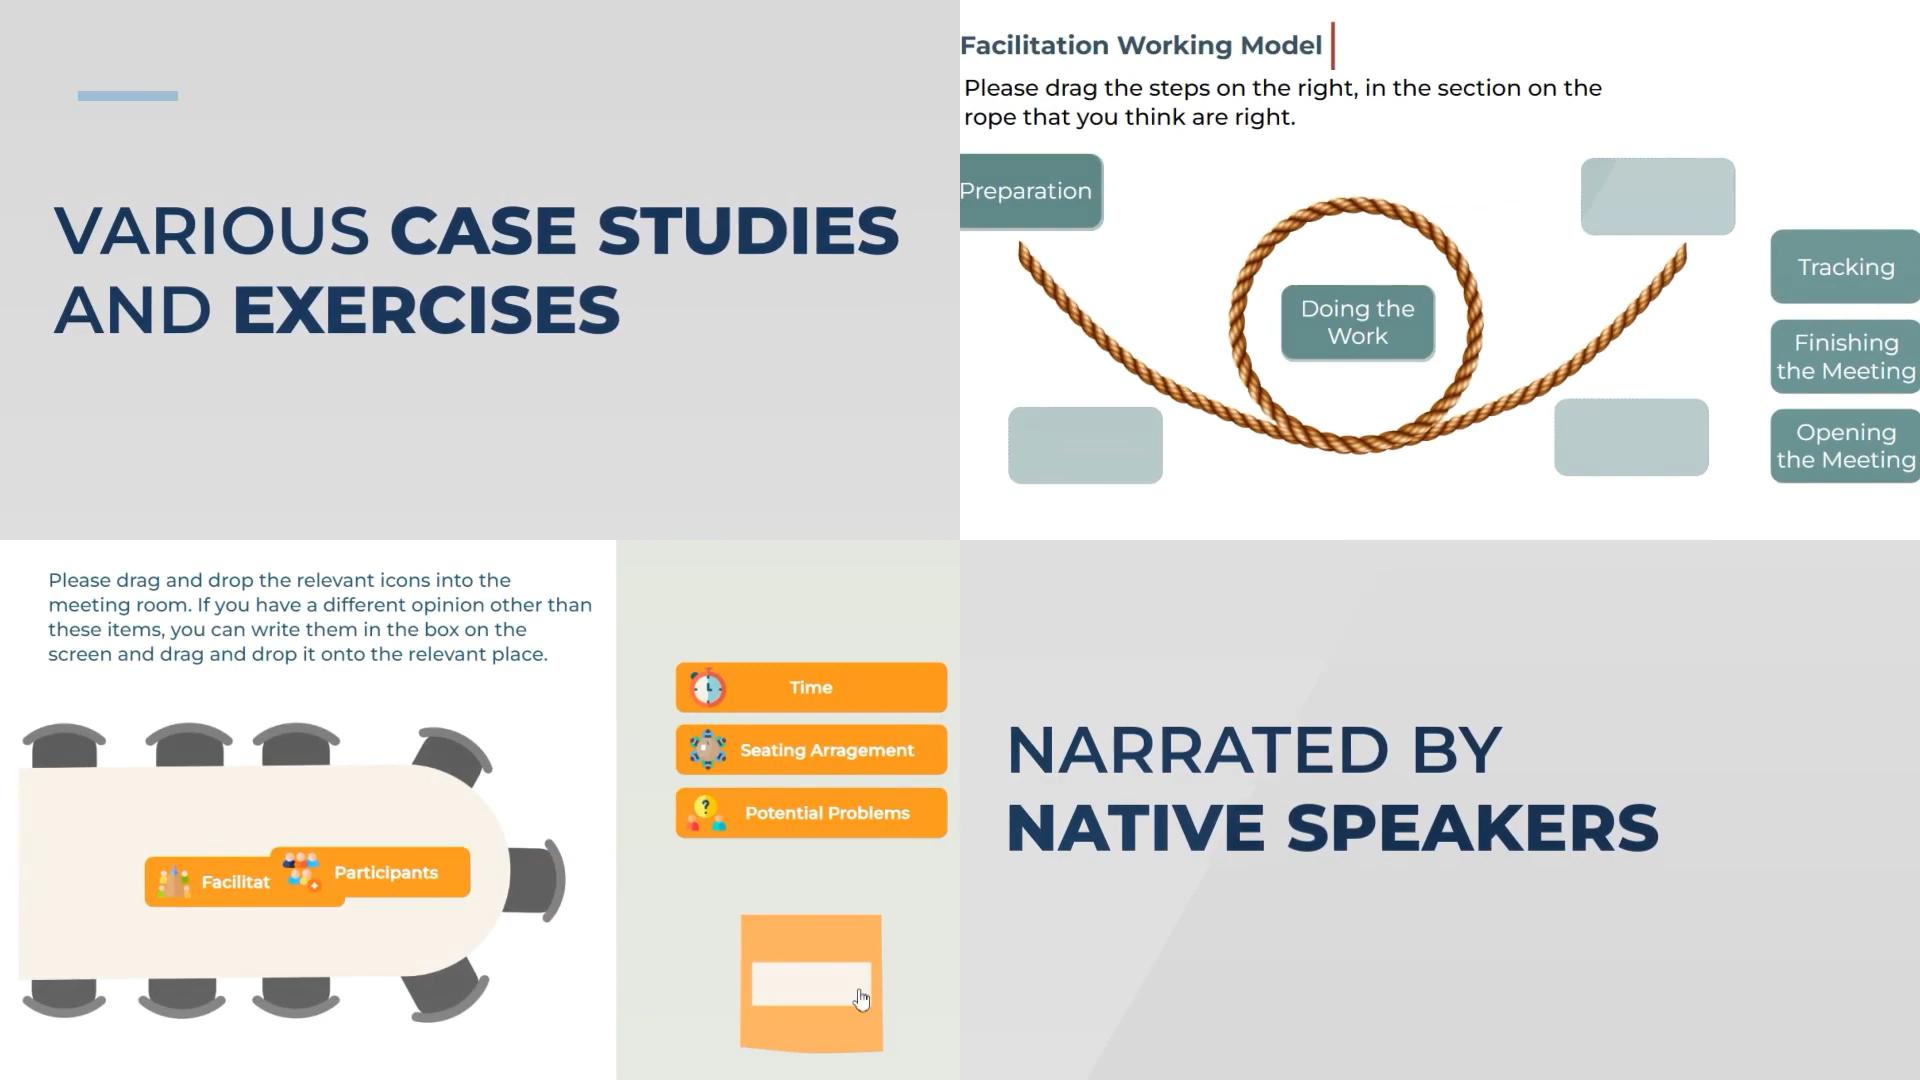 VARIOUS CASE STUDIES
AND EXERCISES
Facilitation Working Model
Please drag the steps on the right, in the section on the
rope that you think are right.
Preparation
Doing the
Work
Tracking
Finishing
the Meeting
Opening
the Meeting
Please drag and drop the relevant icons into the
meeting room. If you have a different opinion other than
these items, you can write them in the box on the
screen and drag and drop it onto the relevant place.
Time
Seating Arragement
Potential Problems
Facilitat
Participants
NARRATED BY
NATIVE SPEAKERS